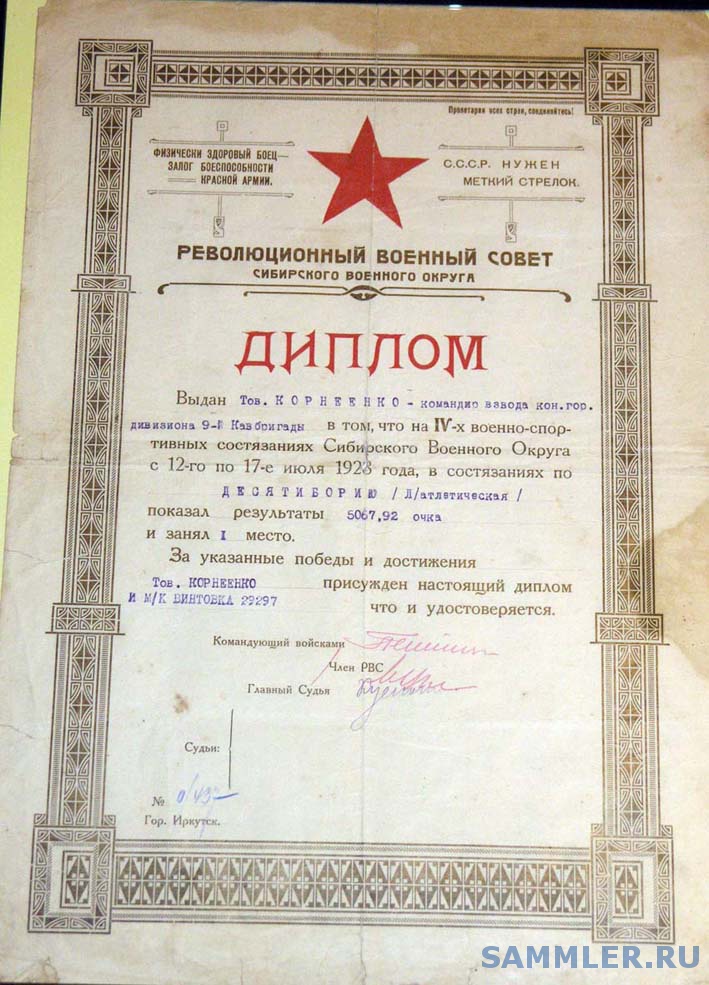 Пролетарии всех стран, соединяйтесь!
ФИЗИЧЕСКИ ЗДОРОВЫЙ БОЕЦ—
ЗАЛОГ БОЕСПОСОБНОСТИ
КРАСНОЙ АРМИИ.
С.С.С.Р. НУЖЕН
МЕТКИЙ СТРЕЛОК.
РЕВОЛЮЦИОННЫЙ ВОЕННЫЙ СОВЕТ
СИБИРСКОГО ВОЕННОГО ОКРУГА
ДИПЛОМ
Выдан Тов. КОРНЕЕНКО - командир взвода кон.гор.
дивизиона 9-й Кавбригады в том, что на IV-х военно-спор-
тивных состязаниях Сибирского Военного Округа
с 12-го по 17-е июля 1928 года, в состязаниях по
ДЕСЯТИБОРИЮ /Л/атлетическая/
показал результаты 5067,92 очка
и занял I место.
За указанные победы и достижения
Тов. КОРНЕЕНКО присужден настоящий диплом
И М/К ВИНТОВКА 29297 что и удостоверяется.
Командующий войсками
Член РВС
Главный Судья
Судьи:
№
Гор. Иркутск.
SAMMLER.RU